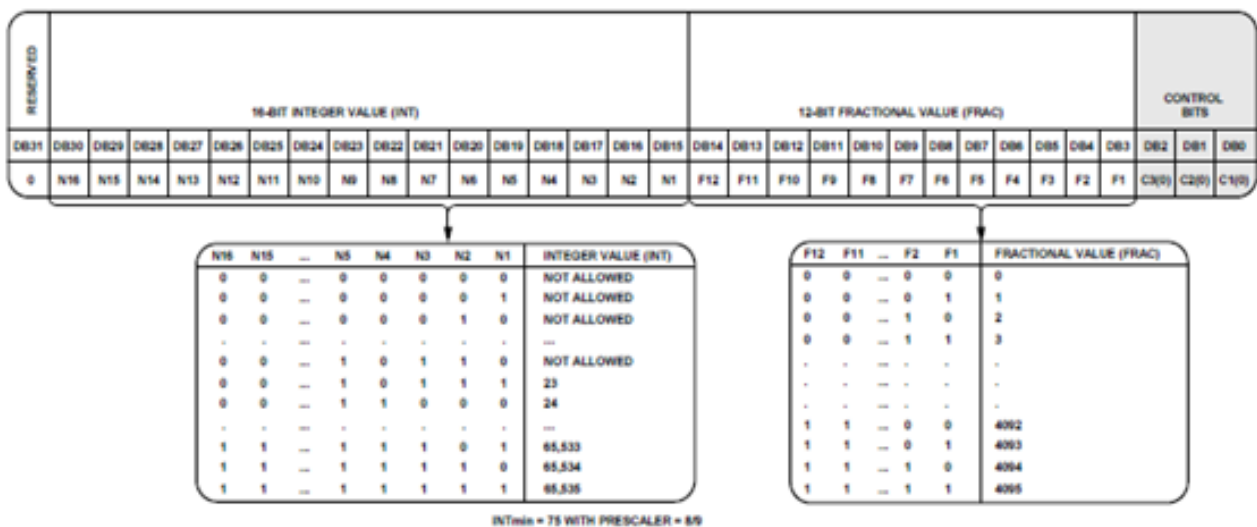 RESERVED
16-BIT INTEGER VALUE (INT) 12-BIT FRACTIONAL VALUE (FRAC) CONTROL BITS
DB31 DB30 DB29 DB28 DB27 DB26 DB25 DB24 DB23 DB22 DB21 DB20 DB19 DB18 DB17 DB16 DB15 DB14 DB13 DB12 DB11 DB10 DB9 DB8 DB7 DB6 DB5 DB4 DB3 DB2 DB1 DB0
0 N16 N15 N14 N13 N12 N11 N10 N9 N8 N7 N6 N5 N4 N3 N2 N1 F12 F11 F10 F9 F8 F7 F6 F5 F4 F3 F2 F1 C3(0) C2(0) C1(0)
N16 N15 ... N5 N4 N3 N2 N1 INTEGER VALUE (INT)
0 0 ... 0 0 0 0 0 NOT ALLOWED
0 0 ... 0 0 0 0 1 NOT ALLOWED
0 0 ... 0 0 0 1 0 NOT ALLOWED
. . ... . . . . . ...
0 0 ... 1 0 1 1 0 NOT ALLOWED
0 0 ... 1 0 1 1 1 23
0 0 ... 1 1 0 0 0 24
. . ... . . . . . ...
1 1 ... 1 1 1 0 1 65,533
1 1 ... 1 1 1 1 0 65,534
1 1 ... 1 1 1 1 1 65,535
F12 F11 ... F2 F1 FRACTIONAL VALUE (FRAC)
0 0 ... 0 0 0
0 0 ... 0 1 1
0 0 ... 1 0 2
0 0 ... 1 1 3
. . ... . . .
. . ... . . .
. . ... . . .
1 1 ... 0 0 4092
1 1 ... 0 1 4093
1 1 ... 1 0 4094
1 1 ... 1 1 4095
INTmin = 75 WITH PRESCALER = 8/9